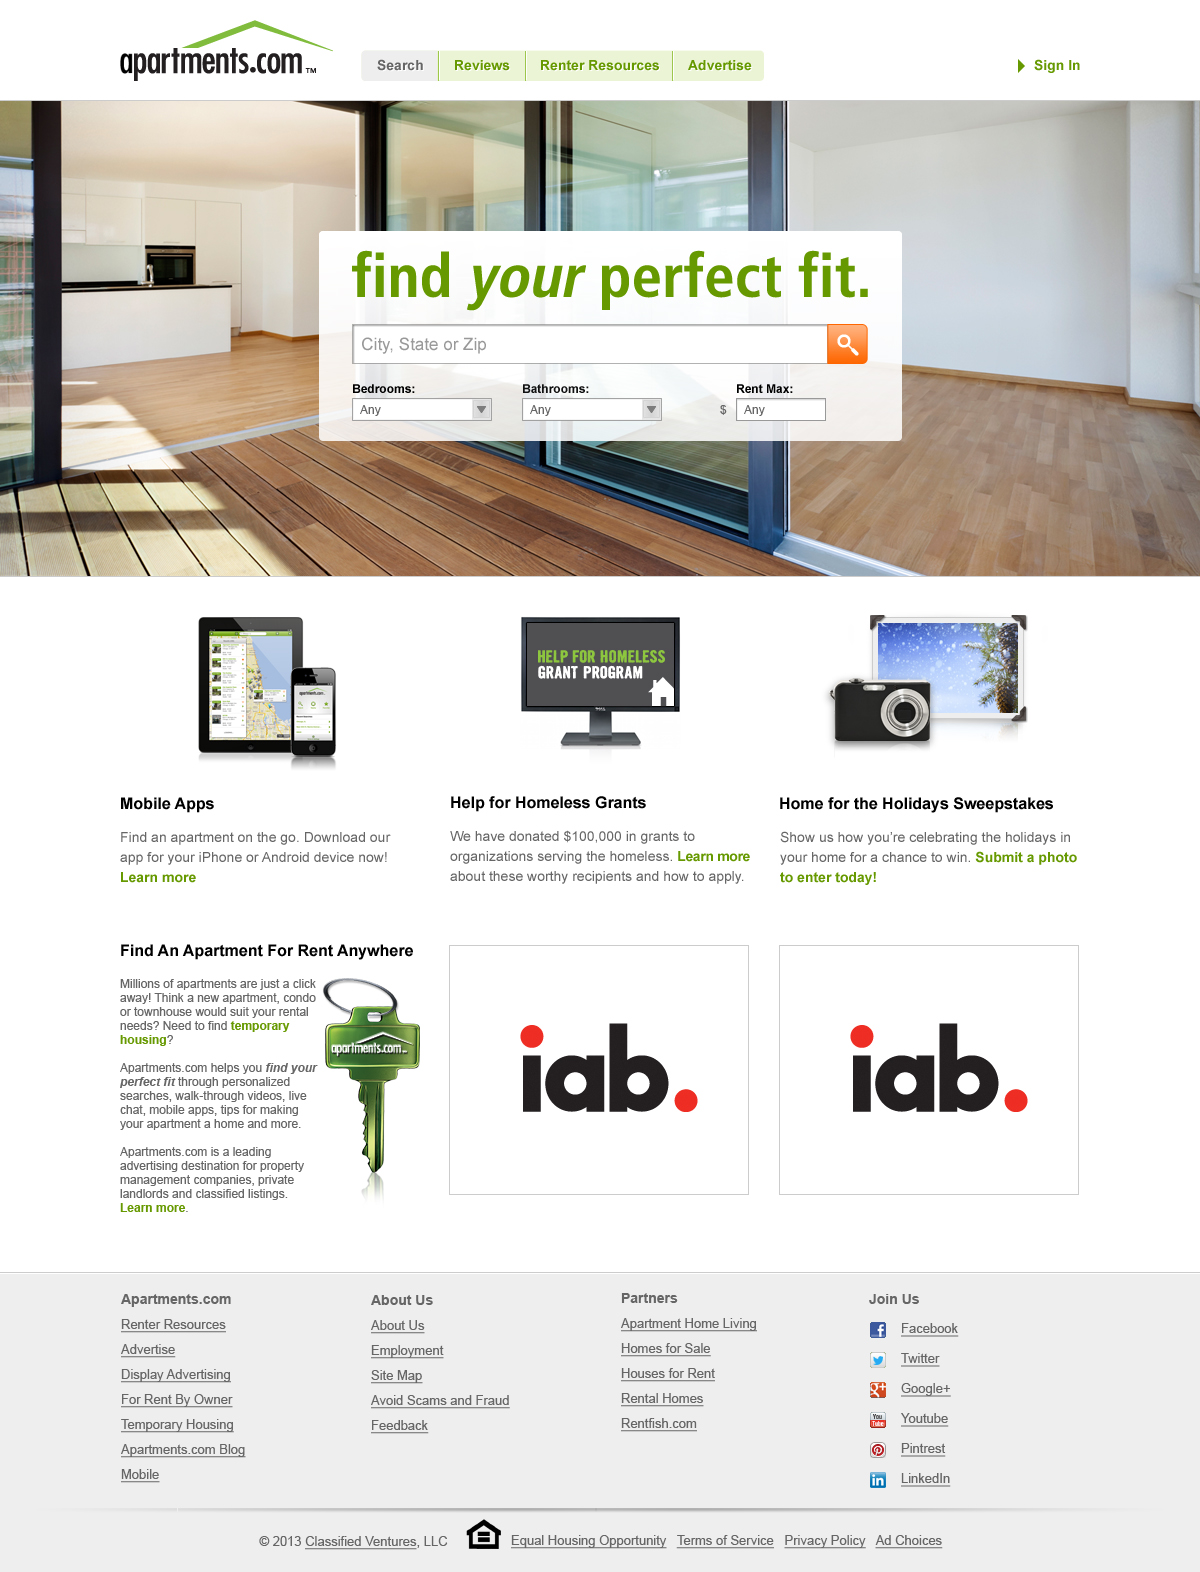 apartments.com™
Search
Reviews
Renter Resources
Advertise
Sign In
find your perfect fit.
City, State or Zip
Bedrooms:
Bathrooms:
Rent Max:
Any
Any
$ Any
HELP FOR HOMELESS
GRANT PROGRAM
DELL
apartments.com
Mobile Apps
Find an apartment on the go. Download our
app for your iPhone or Android device now!
Learn more
Help for Homeless Grants
We have donated $100,000 in grants to
organizations serving the homeless. Learn more
about these worthy recipients and how to apply.
Home for the Holidays Sweepstakes
Show us how you’re celebrating the holidays in
your home for a chance to win. Submit a photo
to enter today!
Find An Apartment For Rent Anywhere
Millions of apartments are just a click
away! Think a new apartment, condo
or townhouse would suit your rental
needs? Need to find temporary
housing?
Apartments.com helps you find your
perfect fit through personalized
searches, walk-through videos, live
chat, mobile apps, tips for making
your apartment a home and more.
Apartments.com is a leading
advertising destination for property
management companies, private
landlords and classified listings.
Learn more.
apartments.com
iab.
iab.
Apartments.com
Renter Resources
Advertise
Display Advertising
For Rent By Owner
Temporary Housing
Apartments.com Blog
Mobile
About Us
About Us
Employment
Site Map
Avoid Scams and Fraud
Feedback
Partners
Apartment Home Living
Homes for Sale
Houses for Rent
Rental Homes
Rentfish.com
Join Us
Facebook
Twitter
Google+
You
Tube
Youtube
Pintrest
in
LinkedIn
© 2013 Classified Ventures, LLC
Equal Housing Opportunity
Terms of Service
Privacy Policy
Ad Choices